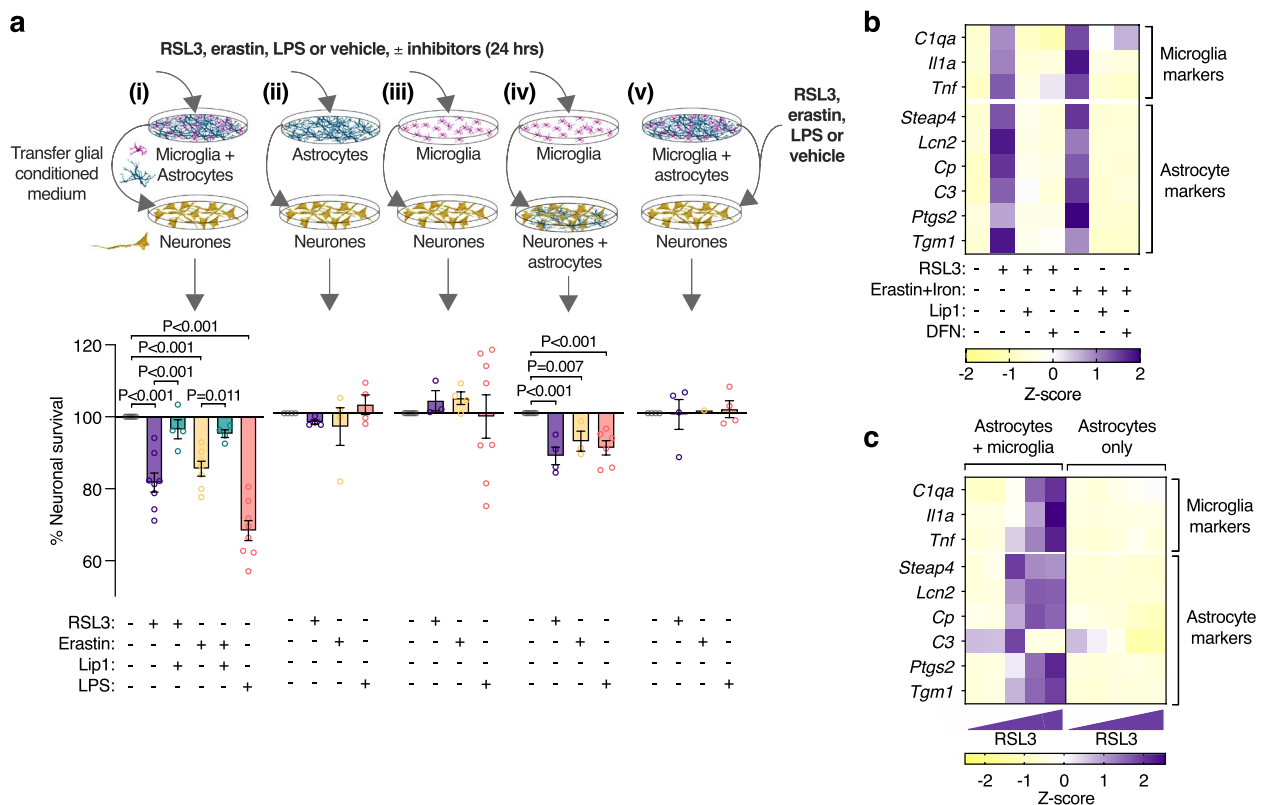 a
RSL3, erastin, LPS or vehicle, ± inhibitors (24 hrs)
(i)
(ii)
(iii)
(iv)
(v)
RSL3,
erastin,
LPS or
vehicle
Transfer glial
conditioned
medium
Microglia +
Astrocytes
Astrocytes
Microglia
Microglia
Microglia +
astrocytes
Neurones
Neurones
Neurones
Neurones +
astrocytes
Neurones
P<0.001
P<0.001
P<0.001
P<0.001
P=0.011
P<0.001
P=0.007
P<0.001
% Neuronal survival
120
100
80
60
RSL3: - + + - - - - + - - - + - - - + - - - + - -
Erastin: - - - + + - - - + - - - + - - - + - - - + -
Lip1: - - + - + - - - - - - - - - - - - - - - - -
LPS: - - - - - + - - - + - - - + - - - + - - - +
b
C1qa
Il1a
Tnf
Steap4
Lcn2
Cp
C3
Ptgs2
Tgm1
Microglia
markers
Astrocyte
markers
RSL3: - + + + - - -
Erastin+Iron: - - - - + + +
Lip1: - - + - - + -
DFN: - - - + - - +
-2 -1 0 1 2
Z-score
c
Astrocytes
+ microglia
Astrocytes
only
C1qa
Il1a
Tnf
Steap4
Lcn2
Cp
C3
Ptgs2
Tgm1
Microglia
markers
Astrocyte
markers
RSL3
RSL3
-2 -1 0 1 2
Z-score